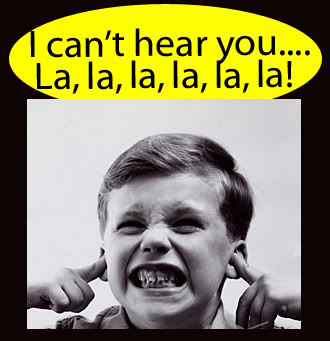 I can't hear you....
La, la, la, la, la, la!